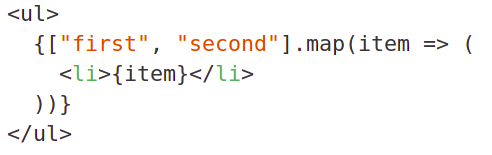 <ul>
  {["first", "second"].map(item => (
    <li>{item}</li>
  ))}
</ul>